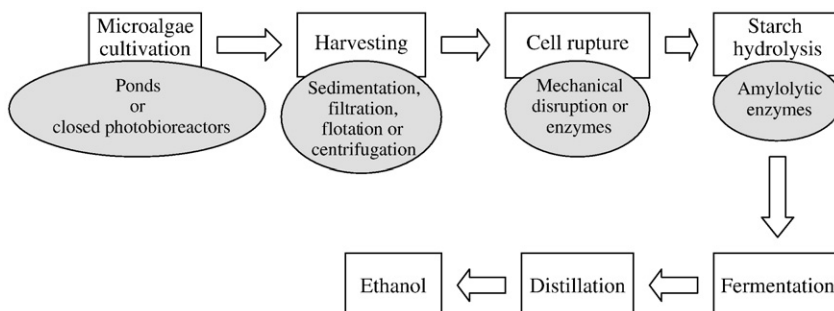 Microalgae
cultivation
Ponds
or
closed photobioreactors
Harvesting
Sedimentation,
filtration,
flotation or
centrifugation
Cell rupture
Mechanical
disruption or
enzymes
Starch
hydrolysis
Amylolytic
enzymes
Fermentation
Distillation
Ethanol